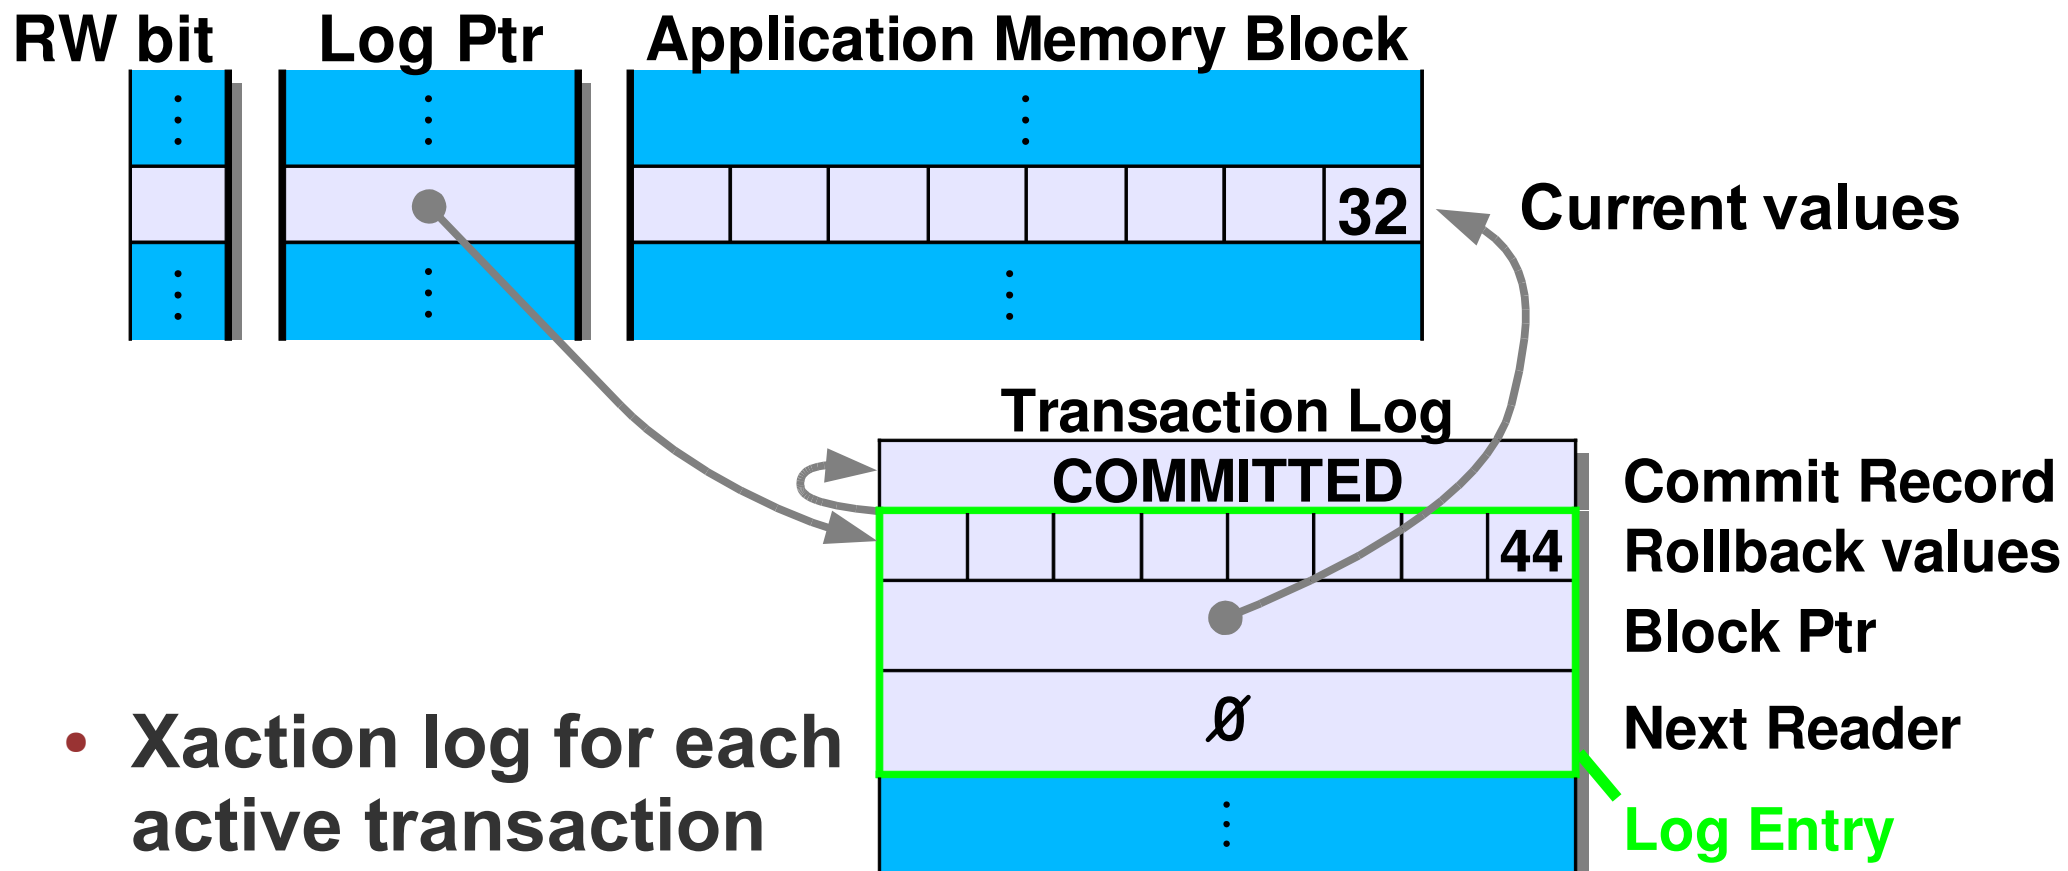 RW bit Log Ptr Application Memory Block
32 Current values
Transaction Log
COMMITTED Commit Record
44 Rollback values
Block Ptr
Ø Next Reader
• Xaction log for each
active transaction
Log Entry